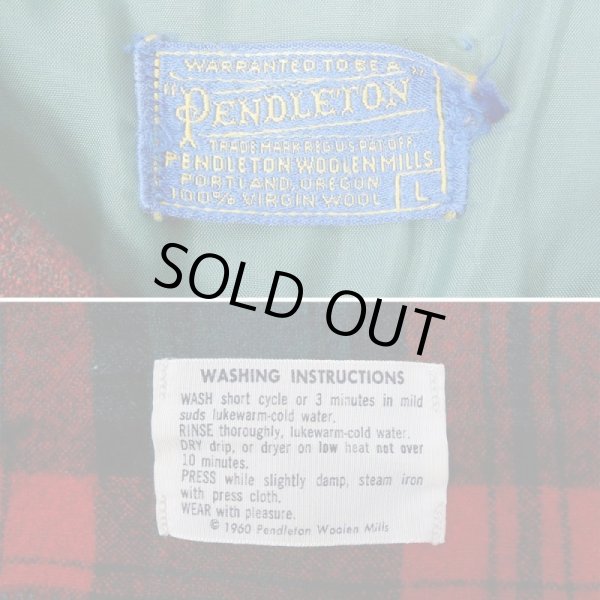 WARRANTED TO BE A
"PENDLETON"
TRADE MARK REG U.S. PAT. OFF.
PENDLETON WOOLEN MILLS
PORTLAND, OREGON
100% VIRGIN WOOL
L
SOLD OUT
WASHING INSTRUCTIONS
WASH short cycle or 3 minutes in mild
suds lukewarm-cold water.
RINSE thoroughly, lukewarm-cold water.
DRY drip, or dryer on low heat not over
10 minutes.
PRESS while slightly damp, steam iron
with press cloth.
WEAR with pleasure.
© 1960 Pendleton Woolen Mills